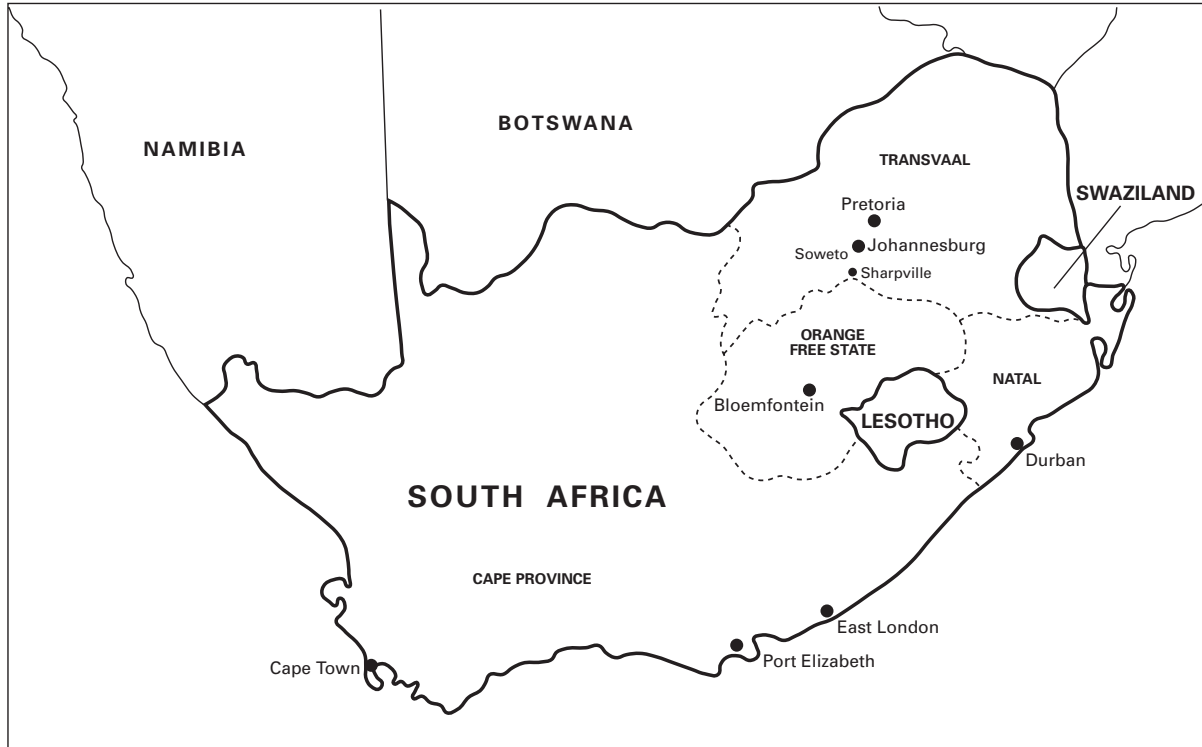 BOTSWANA
NAMIBIA
TRANSVAAL
SWAZILAND
Pretoria
Johannesburg
Soweto
Sharpville
ORANGE
FREE STATE
NATAL
Bloemfontein
LESOTHO
Durban
SOUTH AFRICA
CAPE PROVINCE
East London
Port Elizabeth
Cape Town